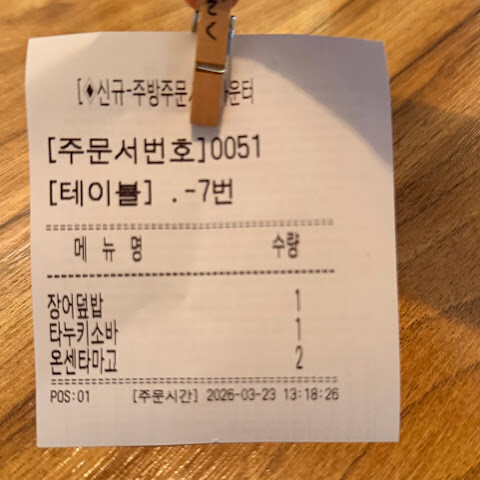 [♦신규-주방주문 운터
[주문서번호]0051
[테이블] .-7번
메 뉴 명 수량
장어덮밥 1
타누키소바 1
온센타마고 2
POS:01 [주문시간] 2026-03-23 13:18:26